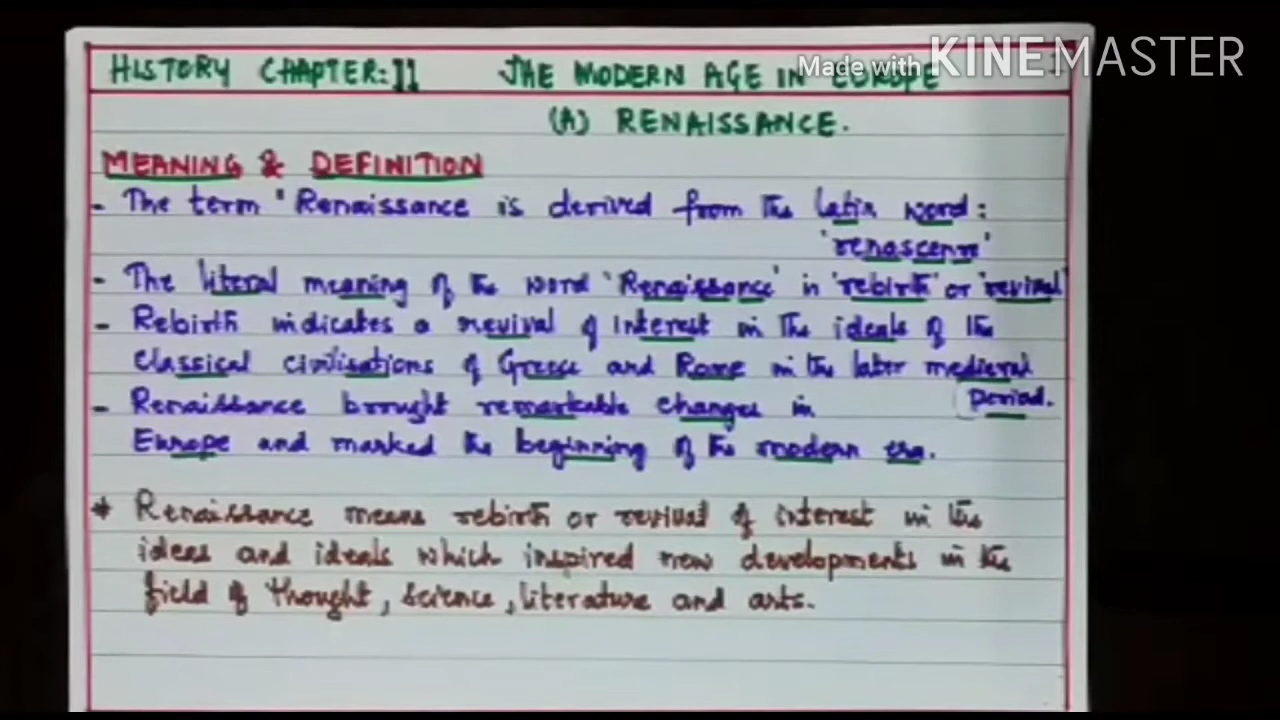 Made with KINEMASTER
HISTORY CHAPTER:11 THE MODERN AGE IN EUROPE
(A) RENAISSANCE.
MEANING & DEFINITION
- The term 'Renaissance is derived from the latin word:
'renascere'
- The literal meaning of the word 'Renaissance' is 'rebirth' or 'revival'
- Rebirth indicates a revival of interest in the ideals of the
classical civilisations of Greece and Rome in the later medieval
period.
- Renaissance brought remarkable changes in
Europe and marked the beginning of the modern era.
* Renaissance means rebirth or revival of interest in the
ideas and ideals which inspired new developments in the
field of thought, science, literature and arts.